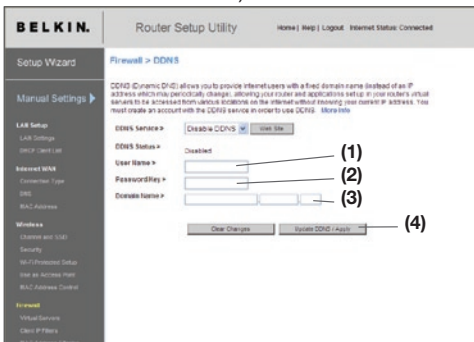 BELKIN. Router Setup Utility Home | Help | Logout Internet Status: Connected
Setup Wizard
Firewall > DDNS
DDNS (Dynamic DNS) allows you to provide Internet users with a fixed domain name (instead of an IP
address which may periodically change), allowing your router and applications set up in your router's virtual
servers to be accessed from various locations on the Internet without knowing your current IP address. You
must create an account with the DDNS service in order to use DDNS. More Info
Manual Settings
LAN Setup
LAN Settings
DHCP Client List
Internet WAN
Connection Type
DNS
MAC Address
Wireless
Channel and SSID
Security
Wi-Fi Protected Setup
Use as Access Point
MAC Address Control
Firewall
Virtual Servers
Client IP Filters
DDNS Service > Disable DDNS Web Site
DDNS Status > Disabled
User Name > (1)
Password/Key > (2)
Domain Name > (3)
Clear Changes Update DDNS / Apply (4)